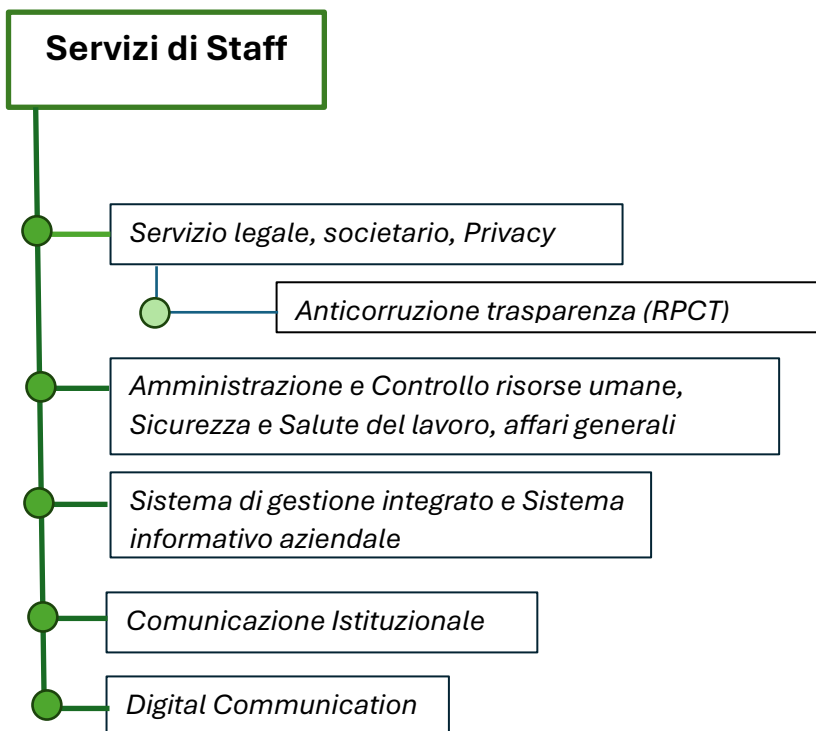 Servizi di Staff
Servizio legale, societario, Privacy
Anticorruzione trasparenza (RPCT)
Amministrazione e Controllo risorse umane,
Sicurezza e Salute del lavoro, affari generali
Sistema di gestione integrato e Sistema
informativo aziendale
Comunicazione Istituzionale
Digital Communication